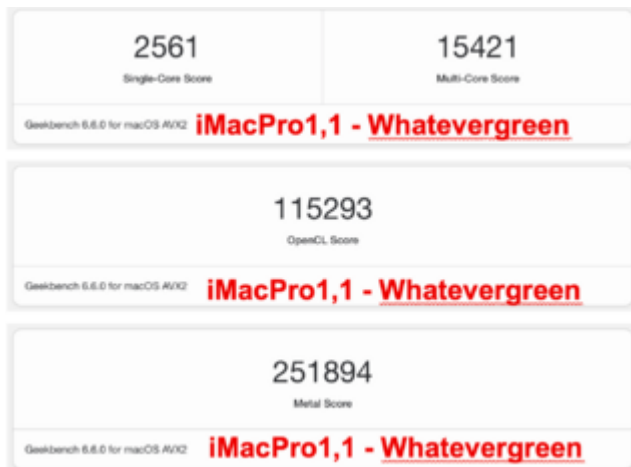 2561 15421
Single-Core Score Multi-Core Score
Geekbench 6.6.0 for macOS AVX2 iMacPro1,1 - Whatevergreen
115293
OpenCL Score
Geekbench 6.6.0 for macOS AVX2 iMacPro1,1 - Whatevergreen
251894
Metal Score
Geekbench 6.6.0 for macOS AVX2 iMacPro1,1 - Whatevergreen